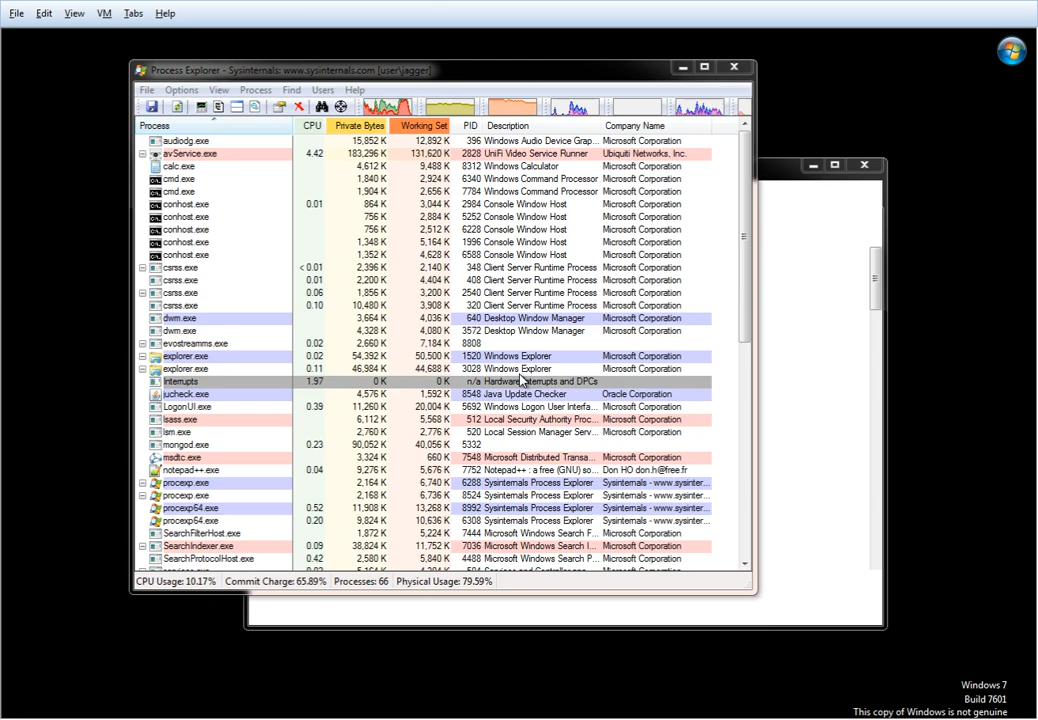 File Edit View VM Tabs Help
Process Explorer - Sysinternals: www.sysinternals.com [user\jagger]
File Options View Process Find Users Help
Process CPU Private Bytes Working Set PID Description Company Name
audiodg.exe 15,852 K 12,892 K 396 Windows Audio Device Grap... Microsoft Corporation
avService.exe 4.42 183,296 K 131,620 K 2828 UniFi Video Service Runner Ubiquiti Networks, Inc.
calc.exe 4,612 K 9,488 K 8312 Windows Calculator Microsoft Corporation
cmd.exe 1,840 K 2,924 K 6340 Windows Command Processor Microsoft Corporation
cmd.exe 1,904 K 2,656 K 7784 Windows Command Processor Microsoft Corporation
conhost.exe 0.01 864 K 3,044 K 2984 Console Window Host Microsoft Corporation
conhost.exe 756 K 2,884 K 5252 Console Window Host Microsoft Corporation
conhost.exe 756 K 2,512 K 6228 Console Window Host Microsoft Corporation
conhost.exe 1,348 K 5,164 K 1996 Console Window Host Microsoft Corporation
conhost.exe 1,352 K 4,628 K 6588 Console Window Host Microsoft Corporation
csrss.exe < 0.01 2,396 K 2,140 K 348 Client Server Runtime Process Microsoft Corporation
csrss.exe 0.01 2,200 K 4,404 K 408 Client Server Runtime Process Microsoft Corporation
csrss.exe 0.06 1,856 K 3,200 K 2540 Client Server Runtime Process Microsoft Corporation
csrss.exe 0.10 10,480 K 3,908 K 320 Client Server Runtime Process Microsoft Corporation
dwm.exe 3,664 K 4,036 K 640 Desktop Window Manager Microsoft Corporation
dwm.exe 4,328 K 4,080 K 3572 Desktop Window Manager Microsoft Corporation
evostreamms.exe 0.02 2,660 K 7,184 K 8808
explorer.exe 0.02 54,392 K 50,500 K 1520 Windows Explorer Microsoft Corporation
explorer.exe 0.11 46,984 K 44,688 K 3028 Windows Explorer Microsoft Corporation
Interrupts 1.97 0 K 0 K n/a Hardware Interrupts and DPCs
jucheck.exe 4,576 K 1,592 K 8548 Java Update Checker Oracle Corporation
LogonUI.exe 0.39 11,260 K 20,004 K 5692 Windows Logon User Interfa... Microsoft Corporation
lsass.exe 6,112 K 5,568 K 512 Local Security Authority Proc... Microsoft Corporation
lsm.exe 2,760 K 2,776 K 520 Local Session Manager Serv... Microsoft Corporation
mongod.exe 0.23 90,052 K 40,056 K 5332
msdtc.exe 3,324 K 660 K 7548 Microsoft Distributed Transa... Microsoft Corporation
notepad++.exe 0.04 9,276 K 5,676 K 7752 Notepad++ : a free (GNU) so... Don HO don.h@free.fr
procexp.exe 2,164 K 6,740 K 6288 Sysinternals Process Explorer Sysinternals - www.sysinter...
procexp.exe 2,168 K 6,736 K 8524 Sysinternals Process Explorer Sysinternals - www.sysinter...
procexp64.exe 0.52 11,908 K 13,268 K 8992 Sysinternals Process Explorer Sysinternals - www.sysinter...
procexp64.exe 0.20 9,824 K 10,636 K 6308 Sysinternals Process Explorer Sysinternals - www.sysinter...
SearchFilterHost.exe 1,872 K 5,224 K 7444 Microsoft Windows Search F... Microsoft Corporation
SearchIndexer.exe 0.09 38,824 K 11,752 K 7036 Microsoft Windows Search I... Microsoft Corporation
SearchProtocolHost.exe 0.42 2,580 K 5,840 K 4488 Microsoft Windows Search P... Microsoft Corporation
CPU Usage: 10.17% Commit Charge: 65.89% Processes: 66 Physical Usage: 79.59%
Windows 7
Build 7601
This copy of Windows is not genuine